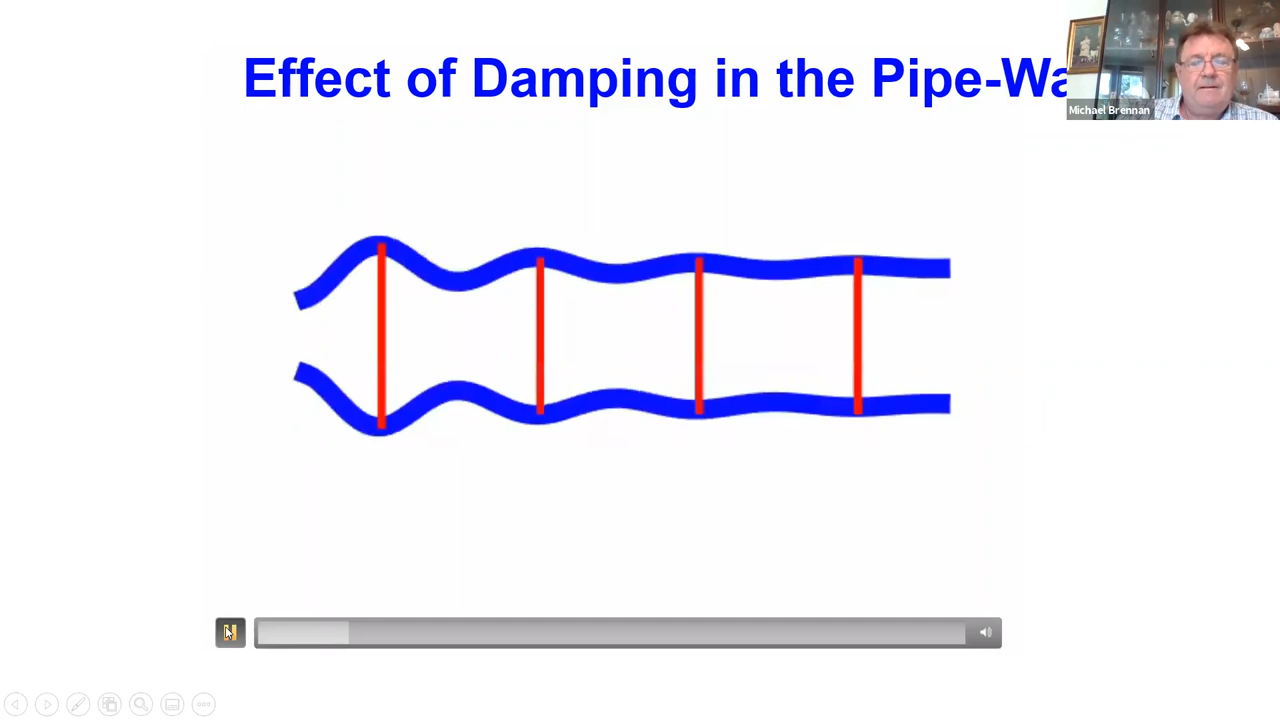 Effect of Damping in the Pipe-Wa
Michael Brennan